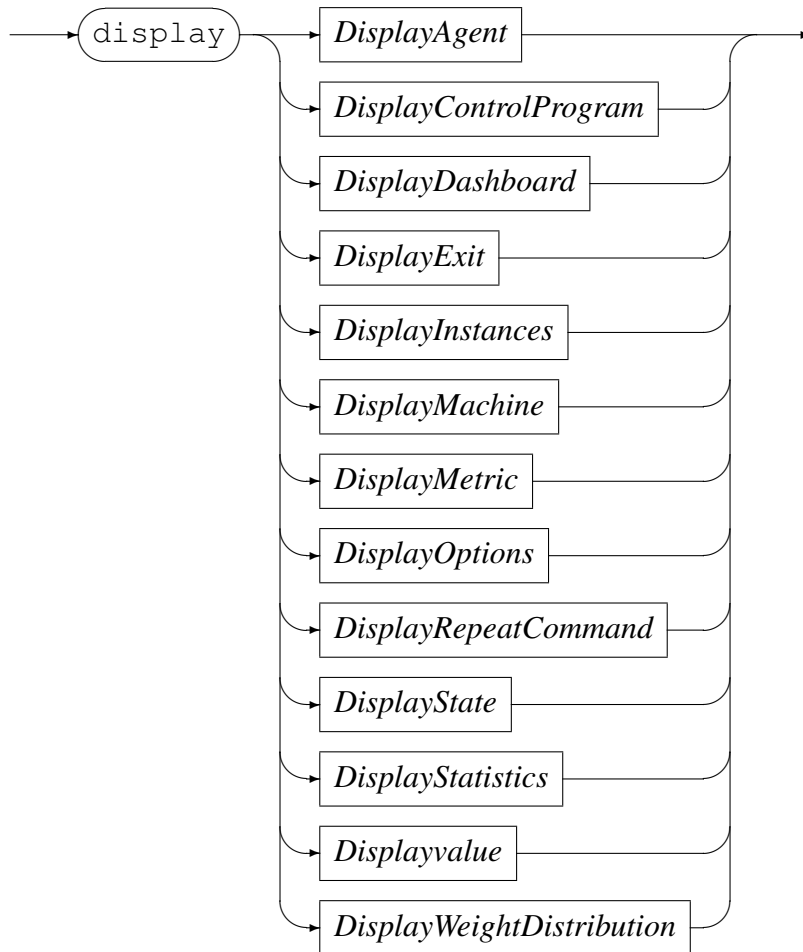 display DisplayAgent
DisplayControlProgram
DisplayDashboard
DisplayExit
DisplayInstances
DisplayMachine
DisplayMetric
DisplayOptions
DisplayRepeatCommand
DisplayState
DisplayStatistics
Displayvalue
DisplayWeightDistribution